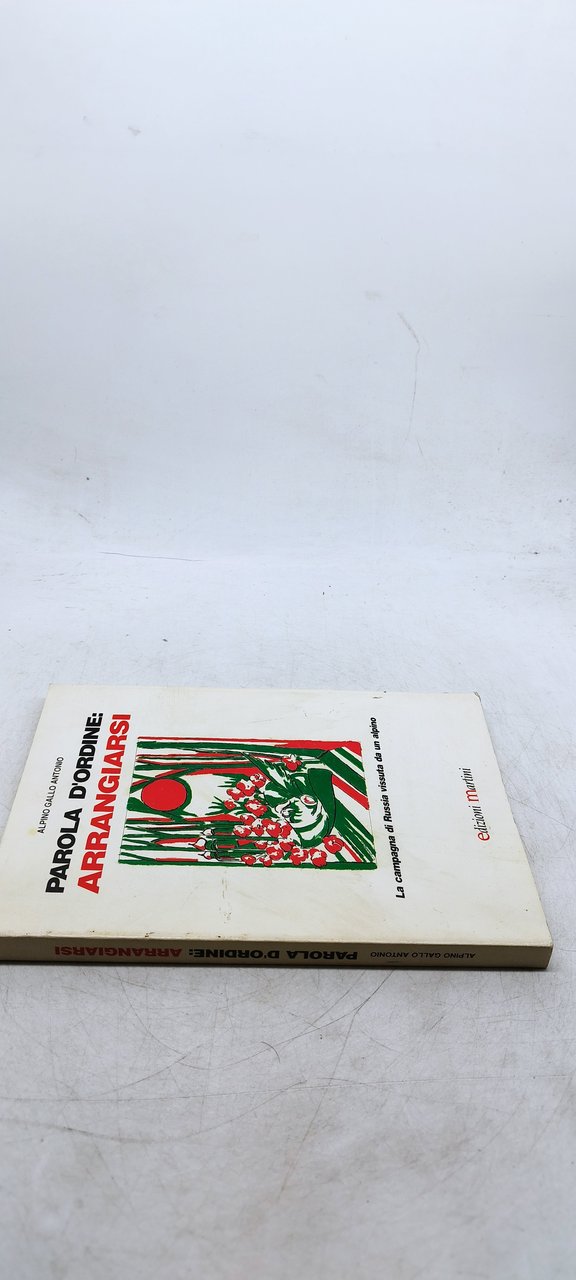 ALPINO GALLO ANTONIO
PAROLA D'ORDINE:
ARRANGIARSI
La campagna di Russia vissuta da un alpino
edizioni martini
ALPINO GALLO ANTONIO PAROLA D'ORDINE: ARRANGIARSI